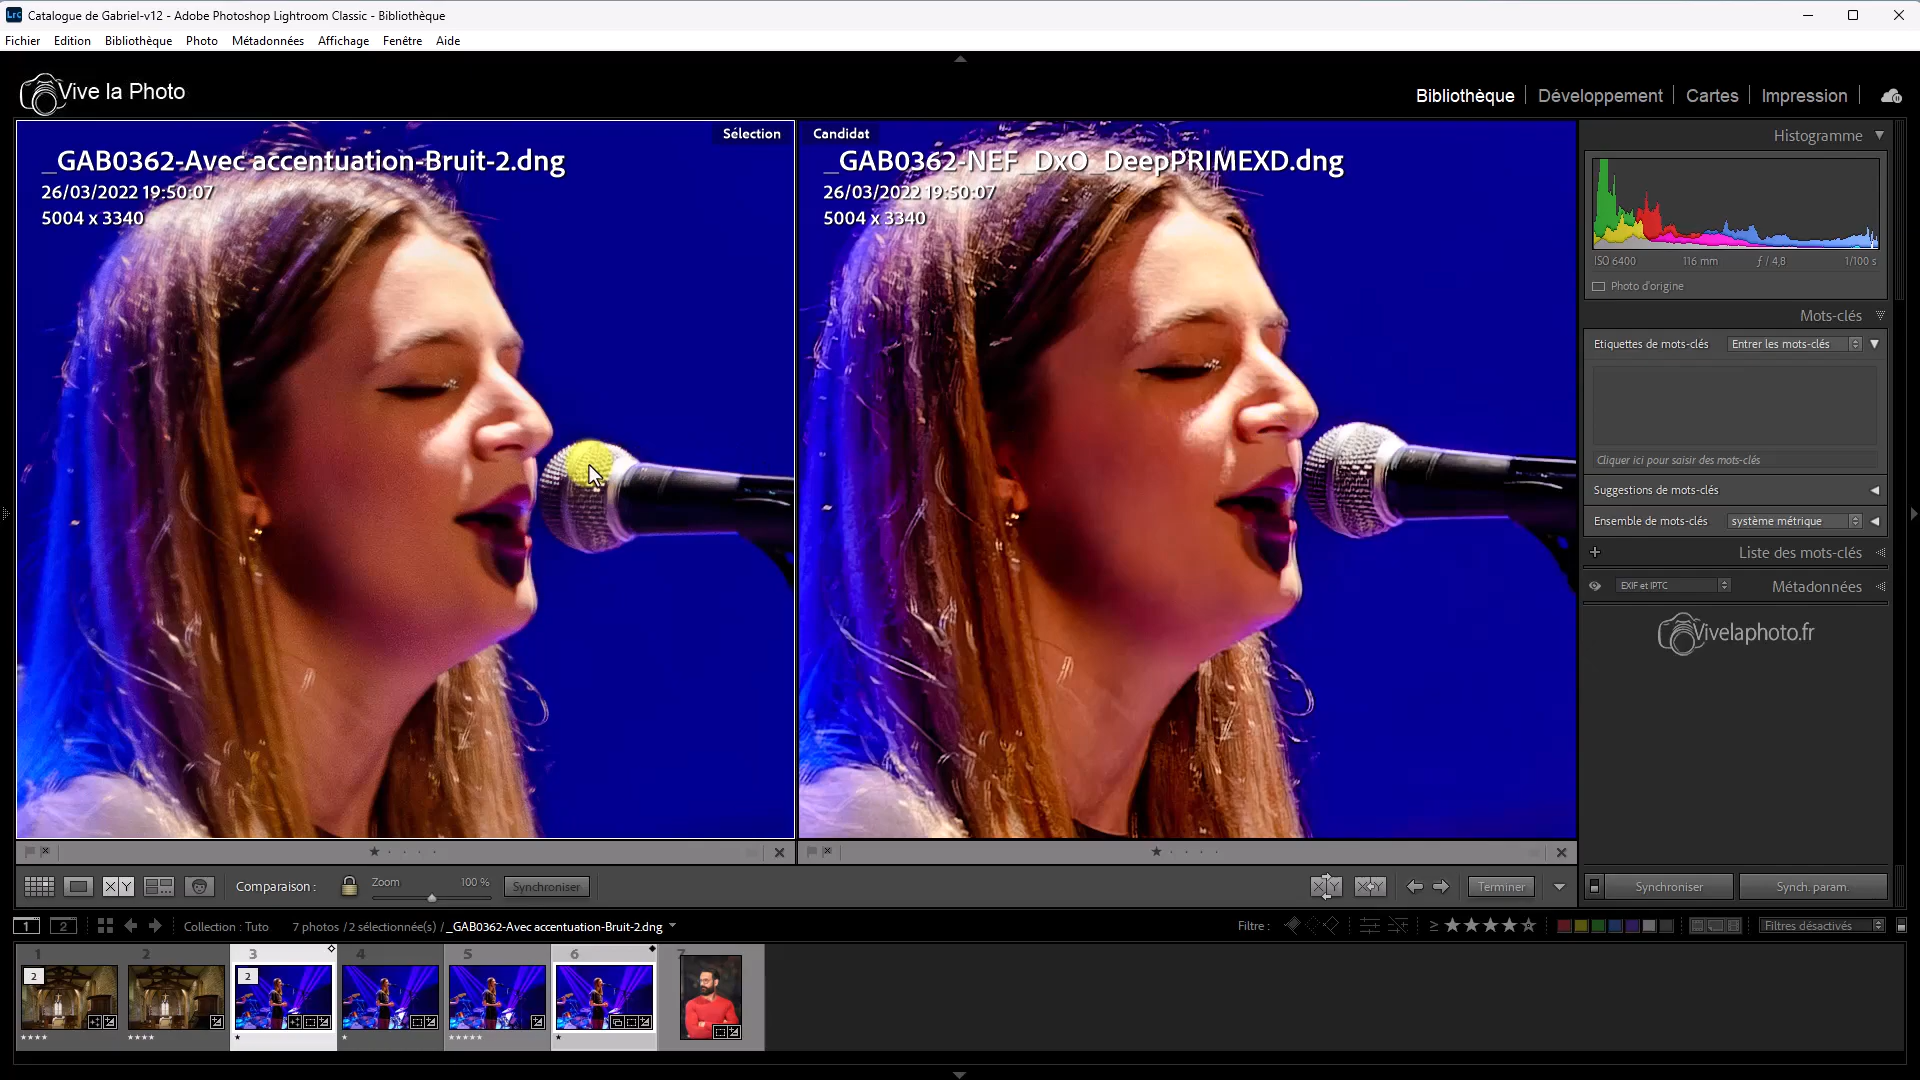 Lrc Catalogue de Gabriel-v12 - Adobe Photoshop Lightroom Classic - Bibliothèque
Fichier Edition Bibliothèque Photo Métadonnées Affichage Fenêtre Aide
Vive la Photo
Bibliothèque Développement Cartes Impression
Sélection
_GAB0362-Avec accentuation-Bruit-2.dng
26/03/2022 19:50:07
5004 x 3340
Candidat
_GAB0362-NEF_DxO_DeepPRIMEXD.dng
26/03/2022 19:50:07
5004 x 3340
Histogramme
ISO 6400 116 mm ƒ / 4,8 1/100 s
Photo d'origine
Mots-clés
Etiquettes de mots-clés Entrer les mots-clés
Cliquer ici pour saisir des mots-clés
Suggestions de mots-clés
Ensemble de mots-clés système métrique
Liste des mots-clés
EXIF et IPTC Métadonnées
Vivelaphoto.fr
X Y Comparaison : Zoom 100 % Synchroniser
X Y X Y Terminer
Synchroniser Synch. param.
1 2 Collection : Tuto 7 photos /2 sélectionnée(s) /_GAB0362-Avec accentuation-Bruit-2.dng
Filtre : ≥ Filtres désactivés
1 2 3 4 5 6 7
2 2